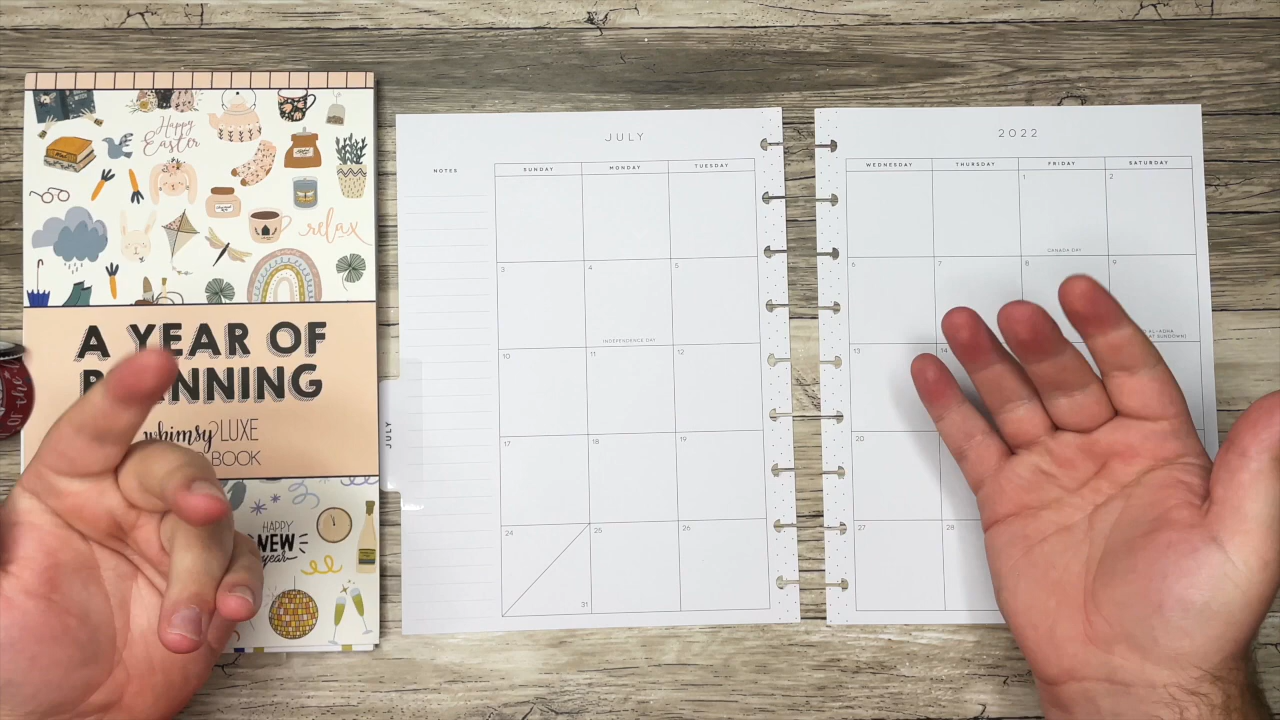 Happy
Easter
relax
A YEAR OF
whimsy LUXE
BOOK
HAPPY
NEW
year
of the
JULY
JULY
NOTES
SUNDAY MONDAY TUESDAY
3 4 5
INDEPENDENCE DAY
10 11 12
17 18 19
24 25 26
31
2022
WEDNESDAY THURSDAY FRIDAY SATURDAY
1 2
CANADA DAY
6 7 8 9
13 14
20
27 28